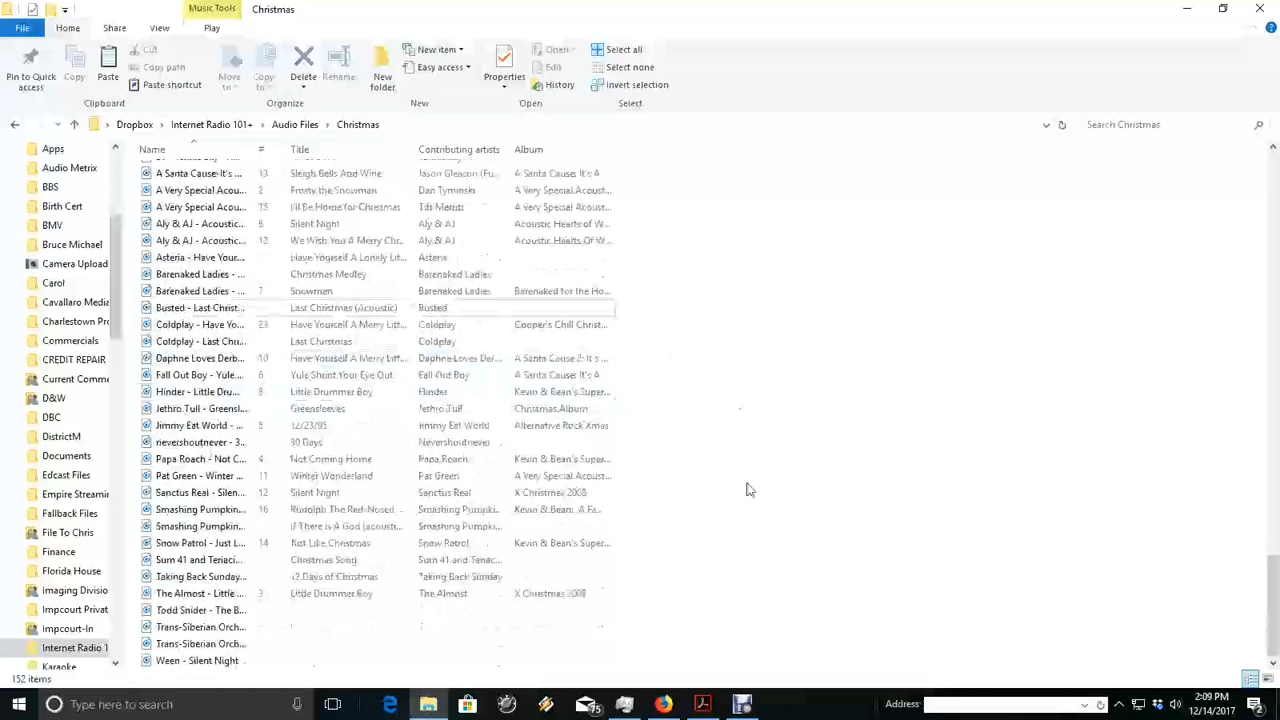 Music Tools Christmas
File Home Share View Play
Pin to Quick access
Copy
Paste
Cut
Copy path
Paste shortcut
Clipboard
Move to
Copy to
Delete
Rename
Organize
New folder
New item
Easy access
New
Properties
Open
Edit
History
Open
Select all
Select none
Invert selection
Select
Dropbox > Internet Radio 101+ > Audio Files > Christmas
Search Christmas
Apps
Audio Metrix
BBS
Birth Cert
BMV
Bruce Michael
Camera Upload
Carol
Cavallaro Media
Charlestown Pro
Commercials
CREDIT REPAIR
Current Comme
D&W
DBC
DistrictM
Documents
Edcast Files
Empire Streami
Fallback Files
File To Chris
Finance
Florida House
Imaging Divisio
Impcourt Privat
Impcourt-In
Internet Radio 1
Karaoke
Name # Title Contributing artists Album
A Santa Cause-It's... 13 Sleigh Bells And Wine Jason Gleason (Fu... A Santa Cause: It's A
A Very Special Acou... 2 Frosty the Snowman Dan Tyminski A Very Special Acoust...
A Very Special Acou... I'll Be Home for Christmas Tift Merritt A Very Special Acoust...
Aly & AJ - Acoustic... Silent Night Aly & AJ Acoustic Hearts of W...
Aly & AJ - Acoustic... We Wish You A Merry Chr... Aly & AJ Acoustic Hearts Of W...
Asteria - Have Your... Have Yourself A Lonely Lit... Asteria
Barenaked Ladies - ... Christmas Medley Barenaked Ladies
Barenaked Ladies - ... 7 Snowmen Barenaked Ladies Barenaked for the Ho...
Busted - Last Christ... Last Christmas (Acoustic) Busted
Coldplay - Have Yo... 23 Have Yourself A Merry Litt... Coldplay Cooper's Chill Christ...
Coldplay - Last Chr... Last Christmas Coldplay
Daphne Loves Derb... 10 Have Yourself A Merry Litt... Daphne Loves Der... A Santa Cause 2: It's ...
Fall Out Boy - Yule... 6 Yule Shoot Your Eye Out Fall Out Boy A Santa Cause: It's A
Hinder - Little Dru... 8 Little Drummer Boy Hinder Kevin & Bean's Super...
Jethro Tull - Greensl... Greensleeves Jethro Tull Christmas Album
Jimmy Eat World - ... 12/23/95 Jimmy Eat World Alternative Rock Xmas
nevershoutnever - 3... 30 Days Nevershoutnever
Papa Roach - Not C... 4 Not Coming Home Papa Roach Kevin & Bean's Super...
Pat Green - Winter ... 11 Winter Wonderland Pat Green A Very Special Acoust...
Sanctus Real - Silen... 12 Silent Night Sanctus Real X Christmas 2008
Smashing Pumpkin... 16 Rudolph The Red-Nosed... Smashing Pumpki... Kevin & Bean: A Fa...
Smashing Pumpkin... If There Is A God (acousti... Smashing Pumpki...
Snow Patrol - Just L... 14 Not Like Christmas Snow Patrol Kevin & Bean's Super...
Sum 41 and Tenaci... Christmas Song Sum 41 and Tenac...
Taking Back Sunday... 12 Days of Christmas Taking Back Sunday
The Almost - Little... 3 Little Drummer Boy The Almost X Christmas 2008
Todd Snider - The B...
Trans-Siberian Orch...
Trans-Siberian Orch...
Ween - Silent Night
152 items
Type here to search
75
Address
2:09 PM
12/14/2017
2